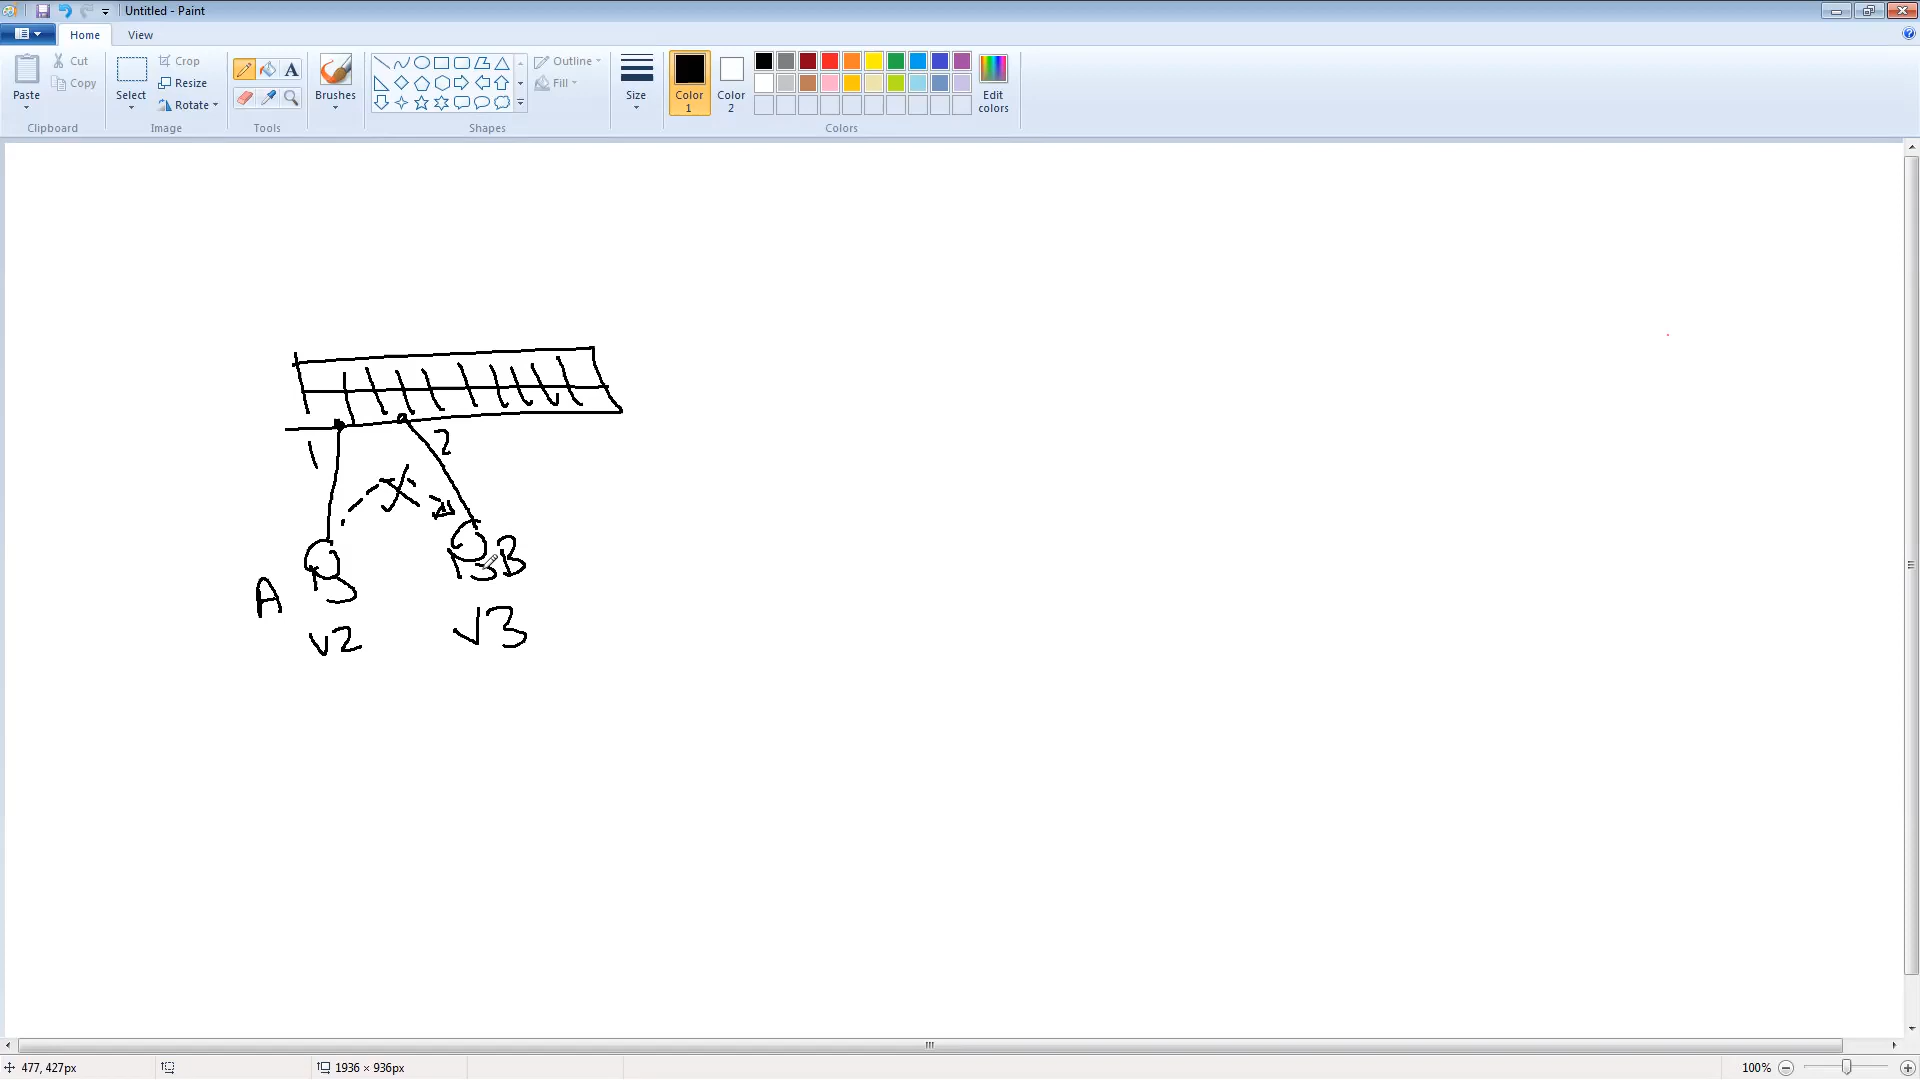 Untitled - Paint
Home View
Paste
Cut
Copy
Clipboard
Select
Crop
Resize
Rotate
Image
Tools
Brushes
Shapes
Outline
Fill
Size
Color 1
Color 2
Edit colors
Colors
1 2
A B
v2 v3
477, 427px
1936 × 936px
100%